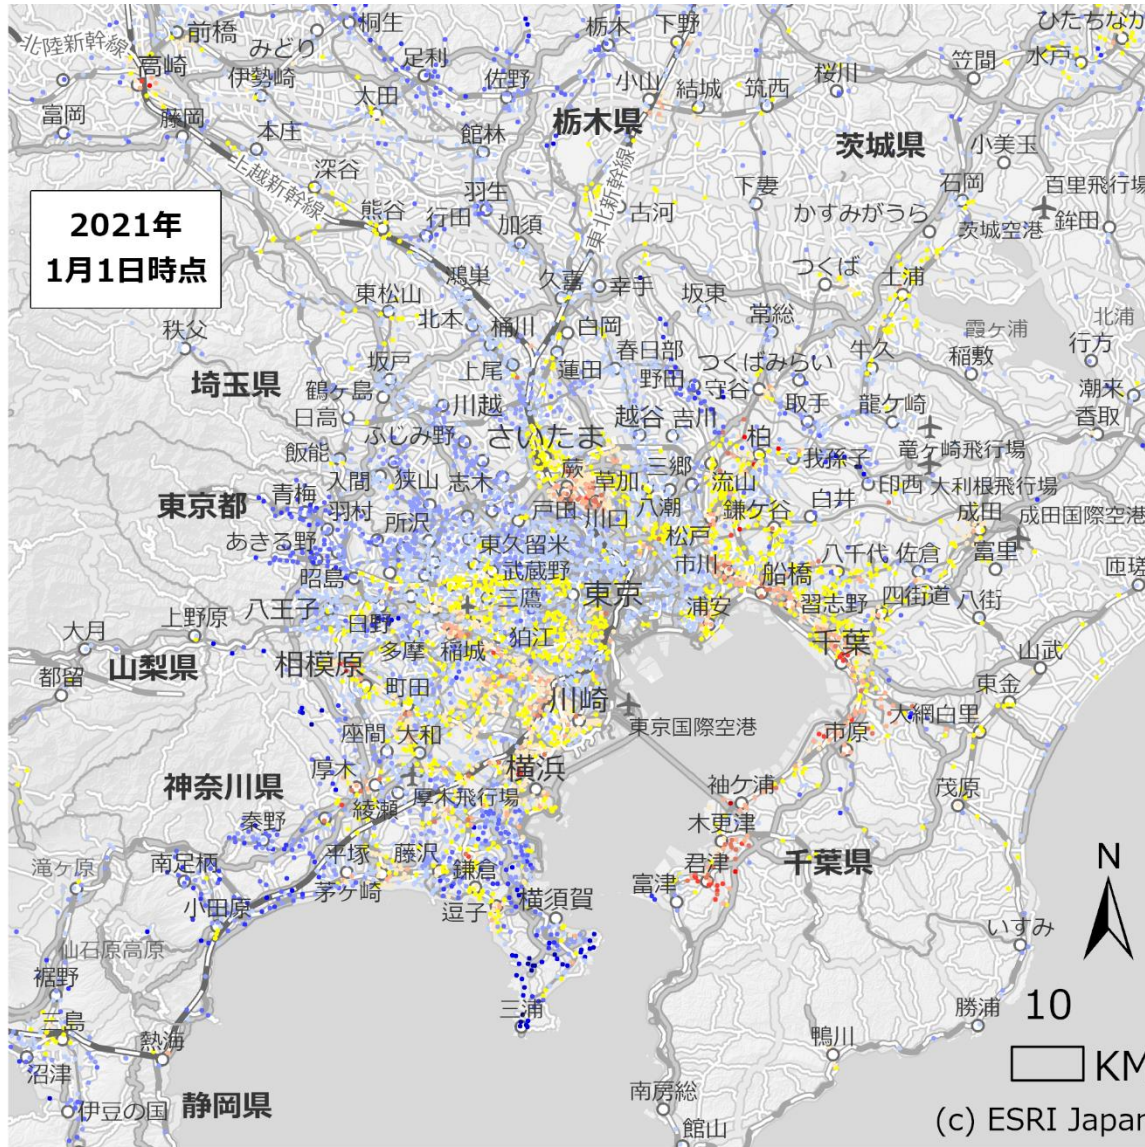 ひたちなか
桐生
前橋
みどり
栃木
下野
水戸
北陸新幹線
高崎
伊勢崎
足利
佐野
小山
結城
筑西
桜川
笠間
富岡
藤岡
本庄
太田
館林
栃木県
茨城県
小美玉
上越新幹線
深谷
羽生
下妻
石岡
百里飛行場
2021年
1月1日時点
熊谷
行田
加須
古河
東北新幹線
かすみがうら
茨城空港
鉾田
鴻巣
久喜
幸手
坂東
つくば
土浦
東松山
北本
桶川
白岡
常総
霞ヶ浦
北浦
秩父
坂戸
上尾
蓮田
春日部
つくばみらい
牛久
稲敷
行方
埼玉県
鶴ヶ島
川越
野田
守谷
潮来
日高
ふじみ野
さいたま
越谷
吉川
取手
龍ケ崎
香取
飯能
柏
我孫子
竜ヶ崎飛行場
入間
狭山
志木
蕨
草加
三郷
流山
印西
大利根飛行場
東京都
青梅
羽村
所沢
戸田
川口
八潮
鎌ケ谷
白井
成田
成田国際空港
あきる野
東久留米
松戸
富里
昭島
武蔵野
東京
市川
船橋
八千代
佐倉
匝瑳
八王子
三鷹
浦安
習志野
四街道
八街
上野原
日野
狛江
大月
多摩
稲城
千葉
山武
山梨県
相模原
都留
町田
川崎
東金
座間
大和
東京国際空港
市原
大網白里
厚木
横浜
神奈川県
綾瀬
厚木飛行場
袖ケ浦
茂原
秦野
木更津
滝ヶ原
南足柄
平塚
藤沢
鎌倉
君津
千葉県
N
小田原
茅ヶ崎
逗子
横須賀
富津
仙石原高原
いすみ
裾野
三島
三浦
10
勝浦
熱海
鴨川
沼津
KM
伊豆の国
静岡県
南房総
館山
(c) ESRI Japan